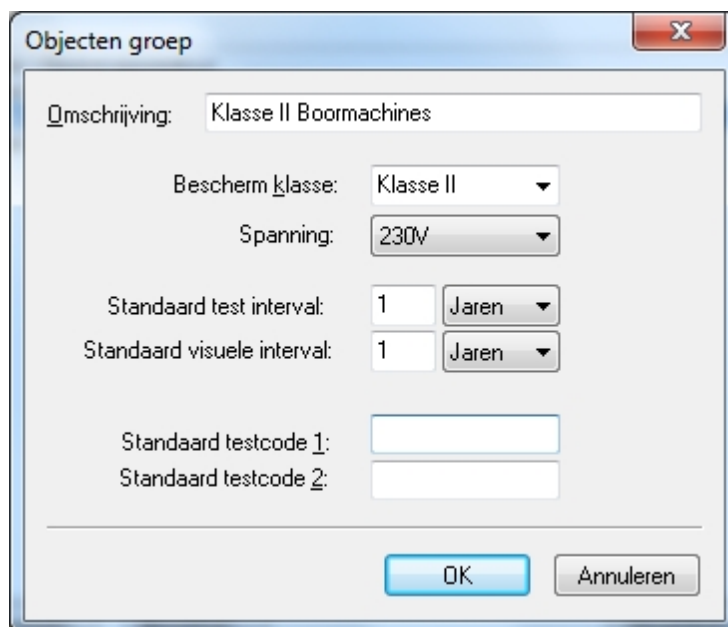 Objecten groep
Omschrijving: Klasse II Boormachines
Bescherm klasse: Klasse II
Spanning: 230V
Standaard test interval: 1 Jaren
Standaard visuele interval: 1 Jaren
Standaard testcode 1:
Standaard testcode 2:
OK Annuleren